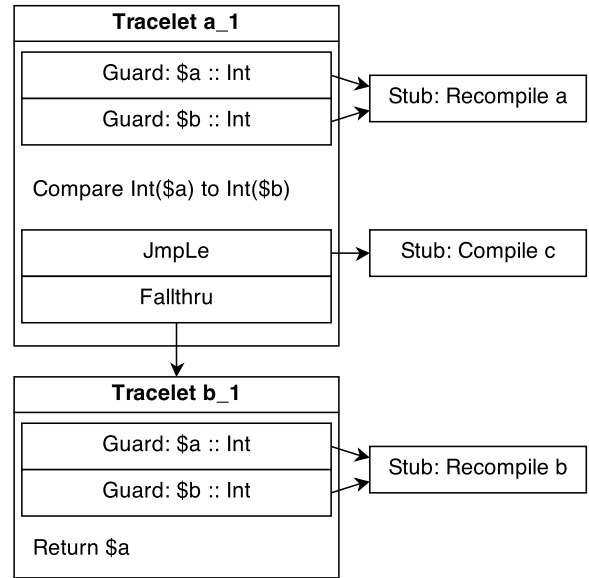 Tracelet a_1
Guard: $a :: Int
Guard: $b :: Int
Stub: Recompile a
Compare Int($a) to Int($b)
JmpLe
Stub: Compile c
Fallthru
Tracelet b_1
Guard: $a :: Int
Guard: $b :: Int
Stub: Recompile b
Return $a